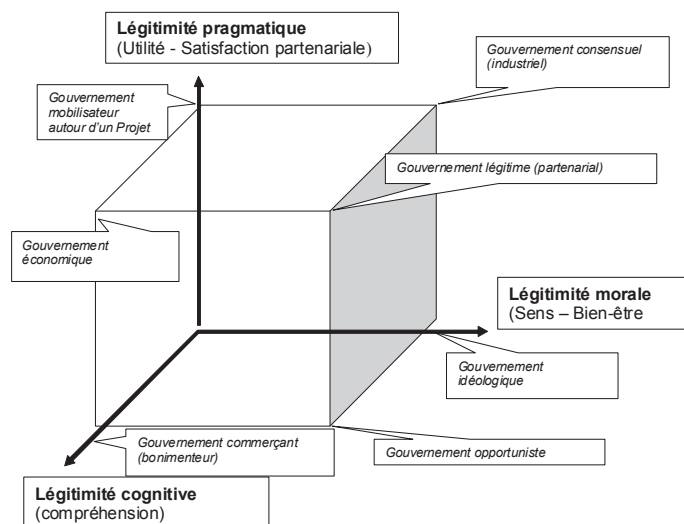 Légitimité pragmatique
(Utilité - Satisfaction partenariale)
Gouvernement consensuel
(industriel)
Gouvernement
mobilisateur
autour d'un Projet
Gouvernement légitime (partenarial)
Gouvernement
économique
Légitimité morale
(Sens – Bien-être
Gouvernement
idéologique
Gouvernement commerçant
(bonimenteur)
Gouvernement opportuniste
Légitimité cognitive
(compréhension)